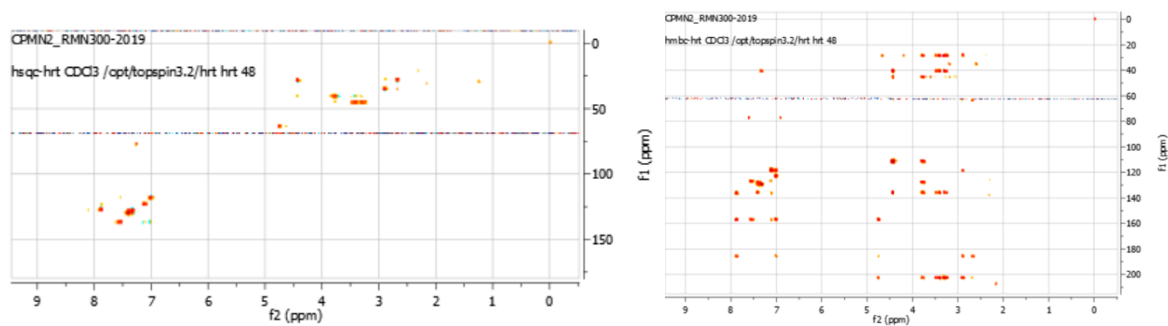 CPMN2_RMN300-2019
hsqc-hrt CDCl3 /opt/topspin3.2/hrt hrt 48
0
50
100
150
9 8 7 6 5 4 3 2 1 0
f2 (ppm)
f1 (ppm)
CPMN2_RMN300-2019
hmbc-hrt CDCl3 /opt/topspin3.2/hrt hrt 48
0
20
40
60
80
100
120
140
160
180
200
9 8 7 6 5 4 3 2 1 0
f2 (ppm)
f1 (ppm)